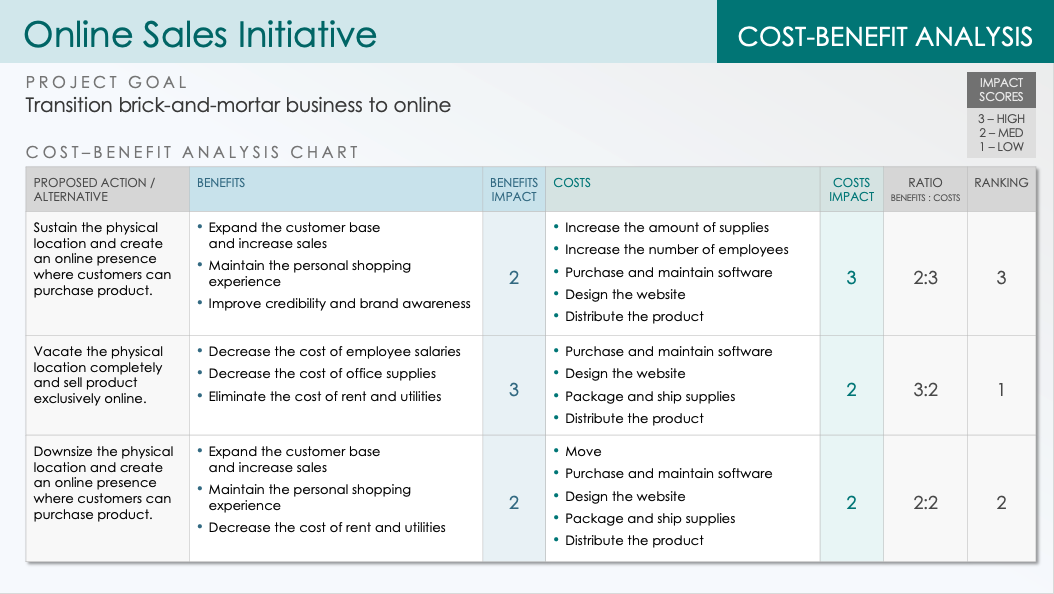 Online Sales Initiative
COST-BENEFIT ANALYSIS
PROJECT GOAL
Transition brick-and-mortar business to online
IMPACT
SCORES
3 – HIGH
2 – MED
1 – LOW
COST–BENEFIT ANALYSIS CHART
PROPOSED ACTION /
ALTERNATIVE
BENEFITS
BENEFITS
IMPACT
COSTS
COSTS
IMPACT
RATIO
BENEFITS : COSTS
RANKING
Sustain the physical
location and create
an online presence
where customers can
purchase product.
• Expand the customer base
and increase sales
• Maintain the personal shopping
experience
• Improve credibility and brand awareness
2
• Increase the amount of supplies
• Increase the number of employees
• Purchase and maintain software
• Design the website
• Distribute the product
3
2:3
3
Vacate the physical
location completely
and sell product
exclusively online.
• Decrease the cost of employee salaries
• Decrease the cost of office supplies
• Eliminate the cost of rent and utilities
3
• Purchase and maintain software
• Design the website
• Package and ship supplies
• Distribute the product
2
3:2
1
Downsize the physical
location and create
an online presence
where customers can
purchase product.
• Expand the customer base
and increase sales
• Maintain the personal shopping
experience
• Decrease the cost of rent and utilities
2
• Move
• Purchase and maintain software
• Design the website
• Package and ship supplies
• Distribute the product
2
2:2
2